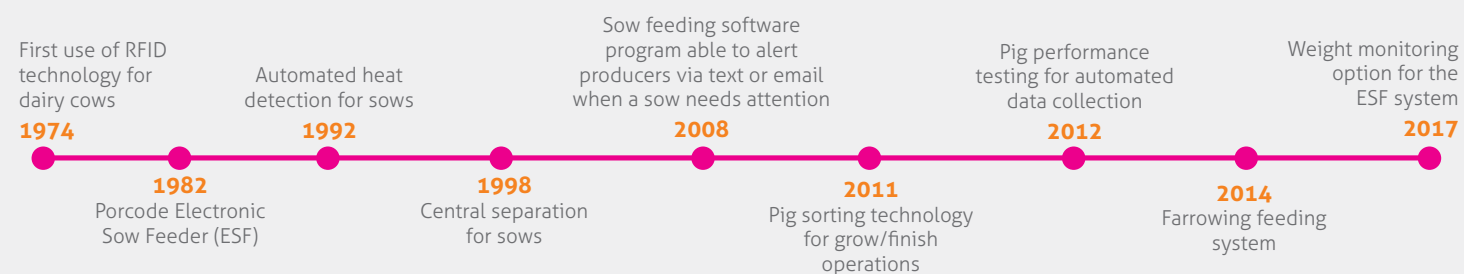 First use of RFID
technology for
dairy cows
1974
1982
Porcode Electronic
Sow Feeder (ESF)
Automated heat
detection for sows
1992
1998
Central separation
for sows
Sow feeding software
program able to alert
producers via text or email
when a sow needs attention
2008
2011
Pig sorting technology
for grow/finish
operations
Pig performance
testing for automated
data collection
2012
2014
Farrowing feeding
system
Weight monitoring
option for the
ESF system
2017